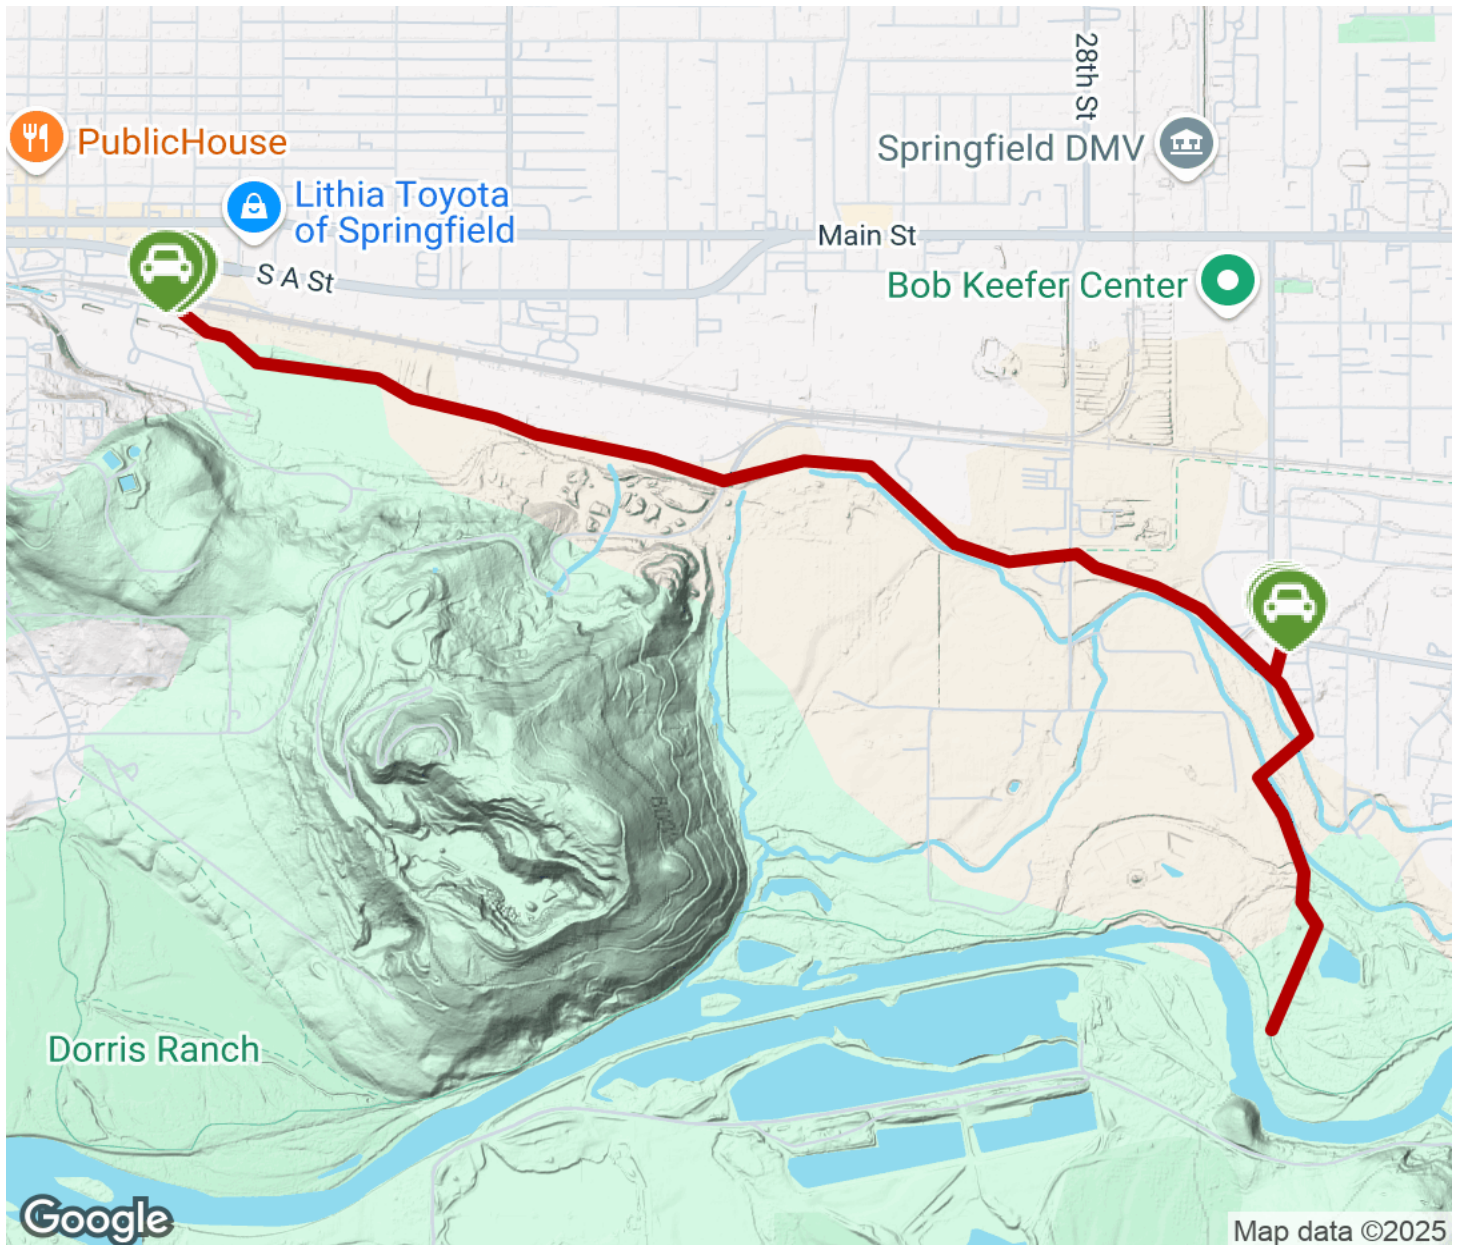 28th St
PublicHouse
Springfield DMV
Lithia Toyota
of Springfield
Main St
S A St
Bob Keefer Center
Dorris Ranch
Google
Map data ©2025